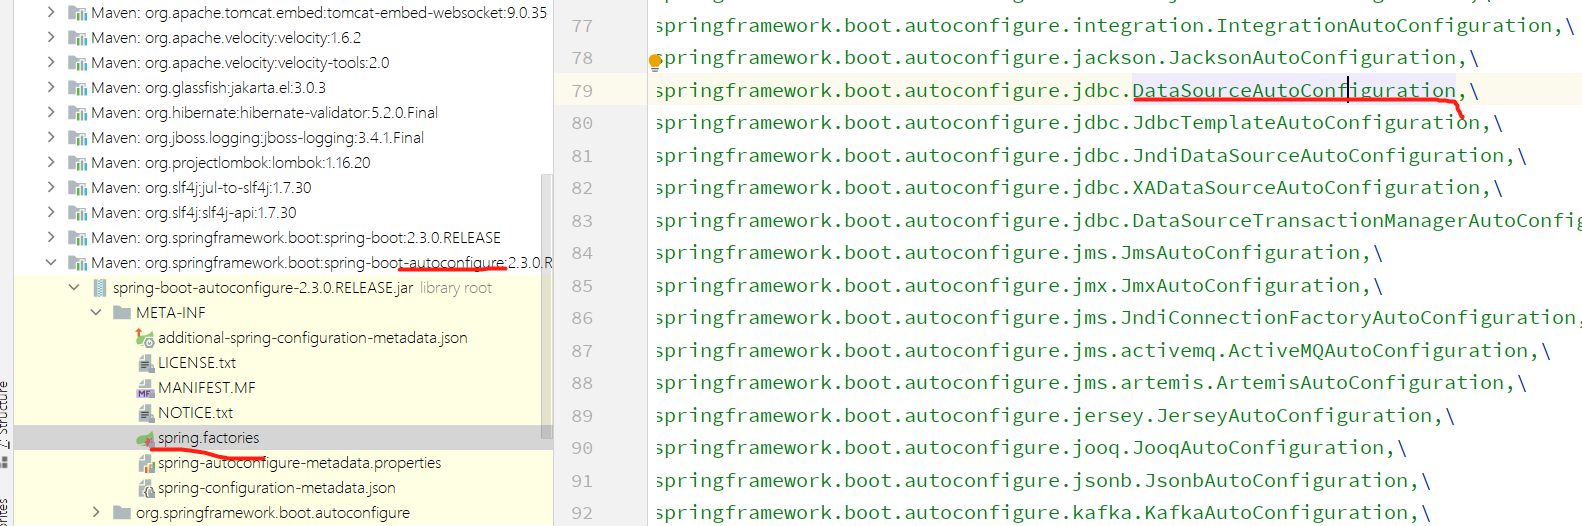 Maven: org.apache.tomcat.embed:tomcat-embed-websocket:9.0.35
Maven: org.apache.velocity:velocity:1.6.2
Maven: org.apache.velocity:velocity-tools:2.0
Maven: org.glassfish:jakarta.el:3.0.3
Maven: org.hibernate:hibernate-validator:5.2.0.Final
Maven: org.jboss.logging:jboss-logging:3.4.1.Final
Maven: org.projectlombok:lombok:1.16.20
Maven: org.slf4j:jul-to-slf4j:1.7.30
Maven: org.slf4j:slf4j-api:1.7.30
Maven: org.springframework.boot:spring-boot:2.3.0.RELEASE
Maven: org.springframework.boot:spring-boot-autoconfigure:2.3.0.R
spring-boot-autoconfigure-2.3.0.RELEASE.jar library root
META-INF
additional-spring-configuration-metadata.json
LICENSE.txt
MANIFEST.MF
NOTICE.txt
spring.factories
spring-autoconfigure-metadata.properties
spring-configuration-metadata.json
org.springframework.boot.autoconfigure
7: Structure
77 springframework.boot.autoconfigure.integration.IntegrationAutoConfiguration,\
78 springframework.boot.autoconfigure.jackson.JacksonAutoConfiguration,\
79 springframework.boot.autoconfigure.jdbc.DataSourceAutoConfiguration,\
80 springframework.boot.autoconfigure.jdbc.JdbcTemplateAutoConfiguration,\
81 springframework.boot.autoconfigure.jdbc.JndiDataSourceAutoConfiguration,\
82 springframework.boot.autoconfigure.jdbc.XADataSourceAutoConfiguration,\
83 springframework.boot.autoconfigure.jdbc.DataSourceTransactionManagerAutoConfig
84 springframework.boot.autoconfigure.jms.JmsAutoConfiguration,\
85 springframework.boot.autoconfigure.jmx.JmxAutoConfiguration,\
86 springframework.boot.autoconfigure.jms.JndiConnectionFactoryAutoConfiguration,
87 springframework.boot.autoconfigure.jms.activemq.ActiveMQAutoConfiguration,\
88 springframework.boot.autoconfigure.jms.artemis.ArtemisAutoConfiguration,\
89 springframework.boot.autoconfigure.jersey.JerseyAutoConfiguration,\
90 springframework.boot.autoconfigure.jooq.JooqAutoConfiguration,\
91 springframework.boot.autoconfigure.jsonb.JsonbAutoConfiguration,\
92 springframework.boot.autoconfigure.kafka.KafkaAutoConfiguration,\